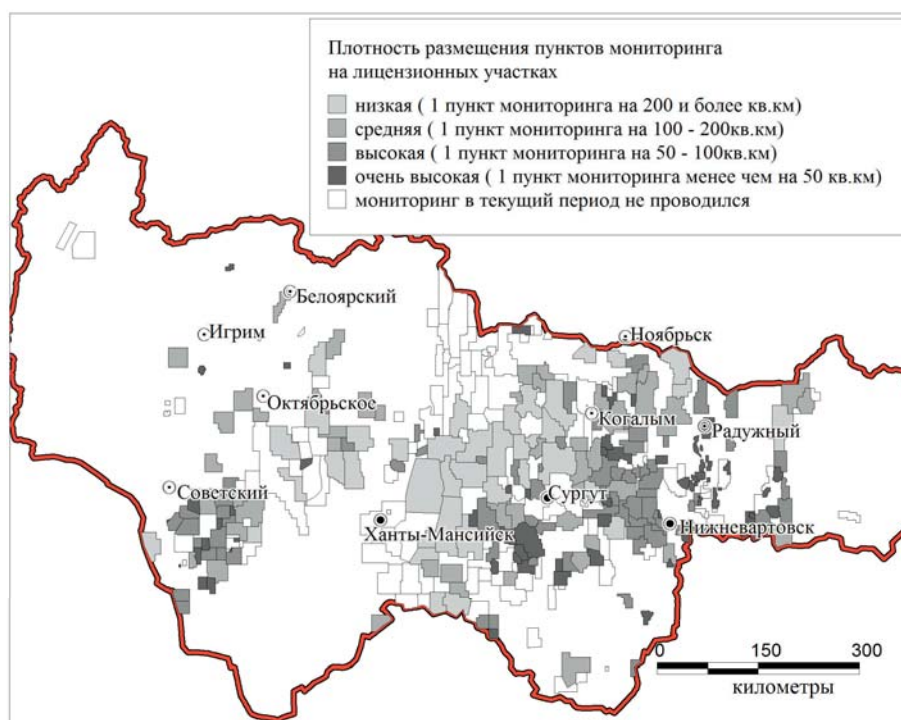 Плотность размещения пунктов мониторинга
на лицензионных участках
низкая ( 1 пункт мониторинга на 200 и более кв.км)
средняя ( 1 пункт мониторинга на 100 - 200кв.км)
высокая ( 1 пункт мониторинга на 50 - 100кв.км)
очень высокая ( 1 пункт мониторинга менее чем на 50 кв.км)
мониторинг в текущий период не проводился
Белоярский
Игрим
Ноябрьск
Октябрьское
Когалым
Радужный
Советский
Сургут
Ханты-Мансийск
Нижневартовск
0 150 300
километры